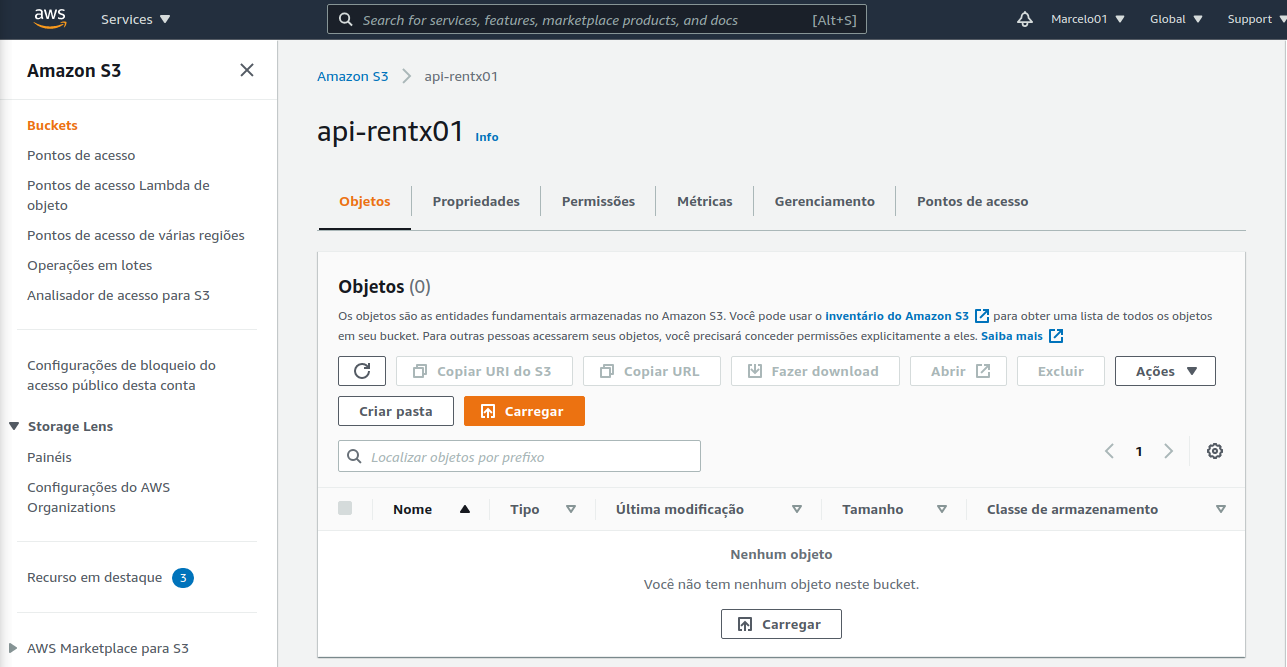 aws Services Search for services, features, marketplace products, and docs [Alt+S] Marcelo01 Global Support
Amazon S3
Buckets
Pontos de acesso
Pontos de acesso Lambda de
objeto
Pontos de acesso de várias regiões
Operações em lotes
Analisador de acesso para S3
Configurações de bloqueio do
acesso público desta conta
Storage Lens
Painéis
Configurações do AWS
Organizations
Recurso em destaque 3
AWS Marketplace para S3
Amazon S3 api-rentx01
api-rentx01 Info
Objetos Propriedades Permissões Métricas Gerenciamento Pontos de acesso
Objetos (0)
Os objetos são as entidades fundamentais armazenadas no Amazon S3. Você pode usar o inventário do Amazon S3 para obter uma lista de todos os objetos
em seu bucket. Para outras pessoas acessarem seus objetos, você precisará conceder permissões explicitamente a eles. Saiba mais
Copiar URI do S3 Copiar URL Fazer download Abrir Excluir Ações
Criar pasta Carregar
Localizar objetos por prefixo 1
Nome Tipo Última modificação Tamanho Classe de armazenamento
Nenhum objeto
Você não tem nenhum objeto neste bucket.
Carregar